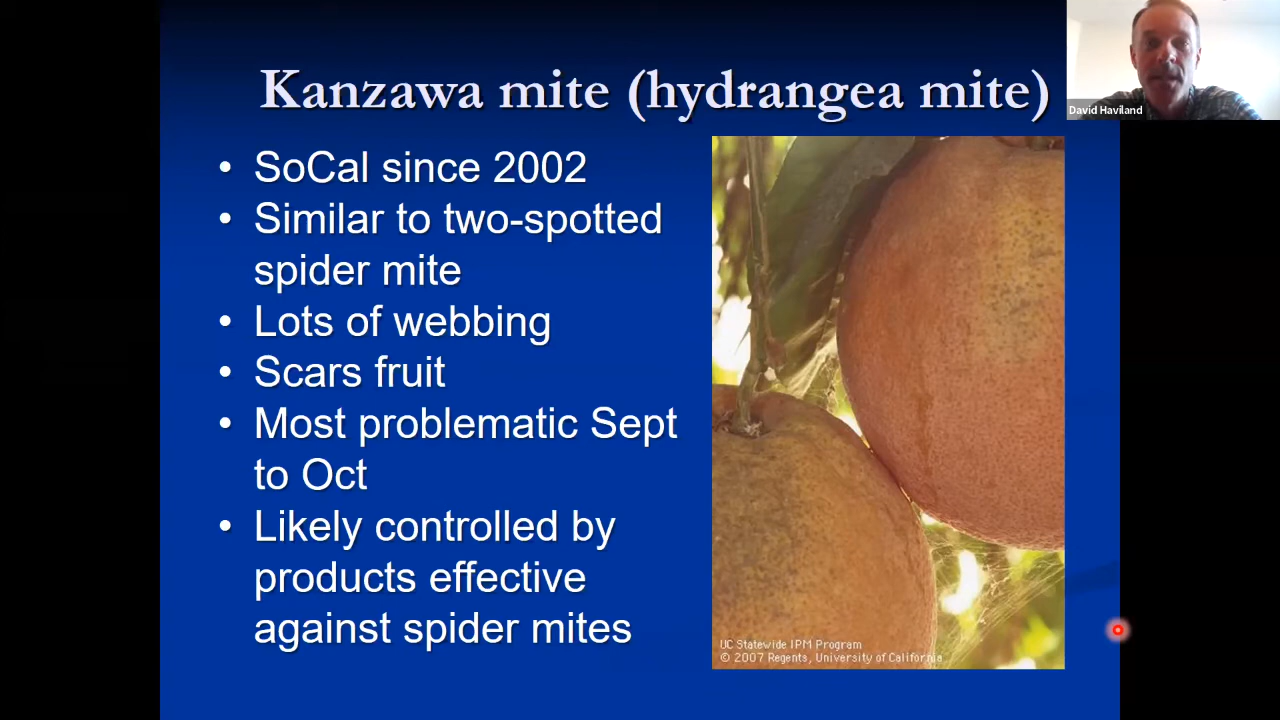 Kanzawa mite (hydrangea mite)
David Haviland
• SoCal since 2002
• Similar to two-spotted
spider mite
• Lots of webbing
• Scars fruit
• Most problematic Sept
to Oct
• Likely controlled by
products effective
against spider mites
UC Statewide IPM Program
© 2007 Regents, University of California